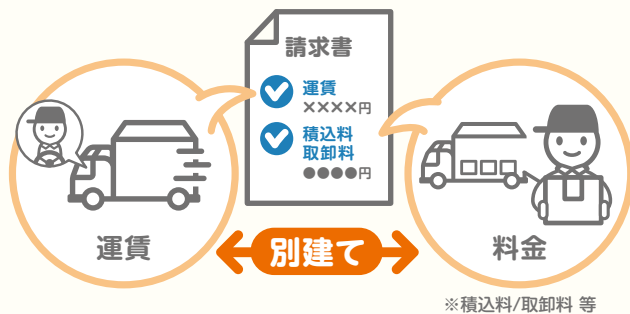 請求書
運賃
××××円
積込料
取卸料
●●●●円
運賃
別建て
料金
※積込料/取卸料 等